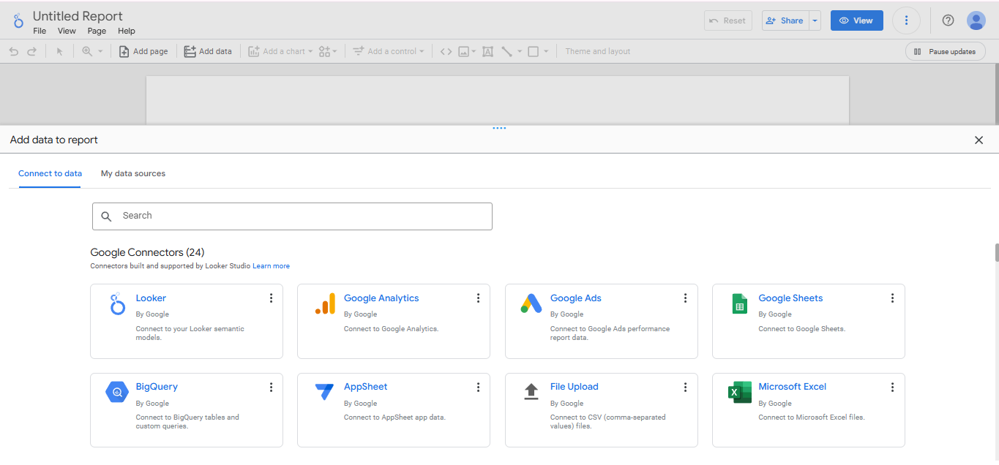 Untitled Report
File View Page Help
Reset Share View
Add page Add data Add a chart Add a control Theme and layout Pause updates
Add data to report
Connect to data My data sources
Search
Google Connectors (24)
Connectors built and supported by Looker Studio Learn more
Looker
By Google
Connect to your Looker semantic
models.
Google Analytics
By Google
Connect to Google Analytics.
Google Ads
By Google
Connect to Google Ads performance
report data.
Google Sheets
By Google
Connect to Google Sheets.
BigQuery
By Google
Connect to BigQuery tables and
custom queries.
AppSheet
By Google
Connect to AppSheet app data.
File Upload
By Google
Connect to CSV (comma-separated
values) files.
Microsoft Excel
By Google
Connect to Microsoft Excel files.